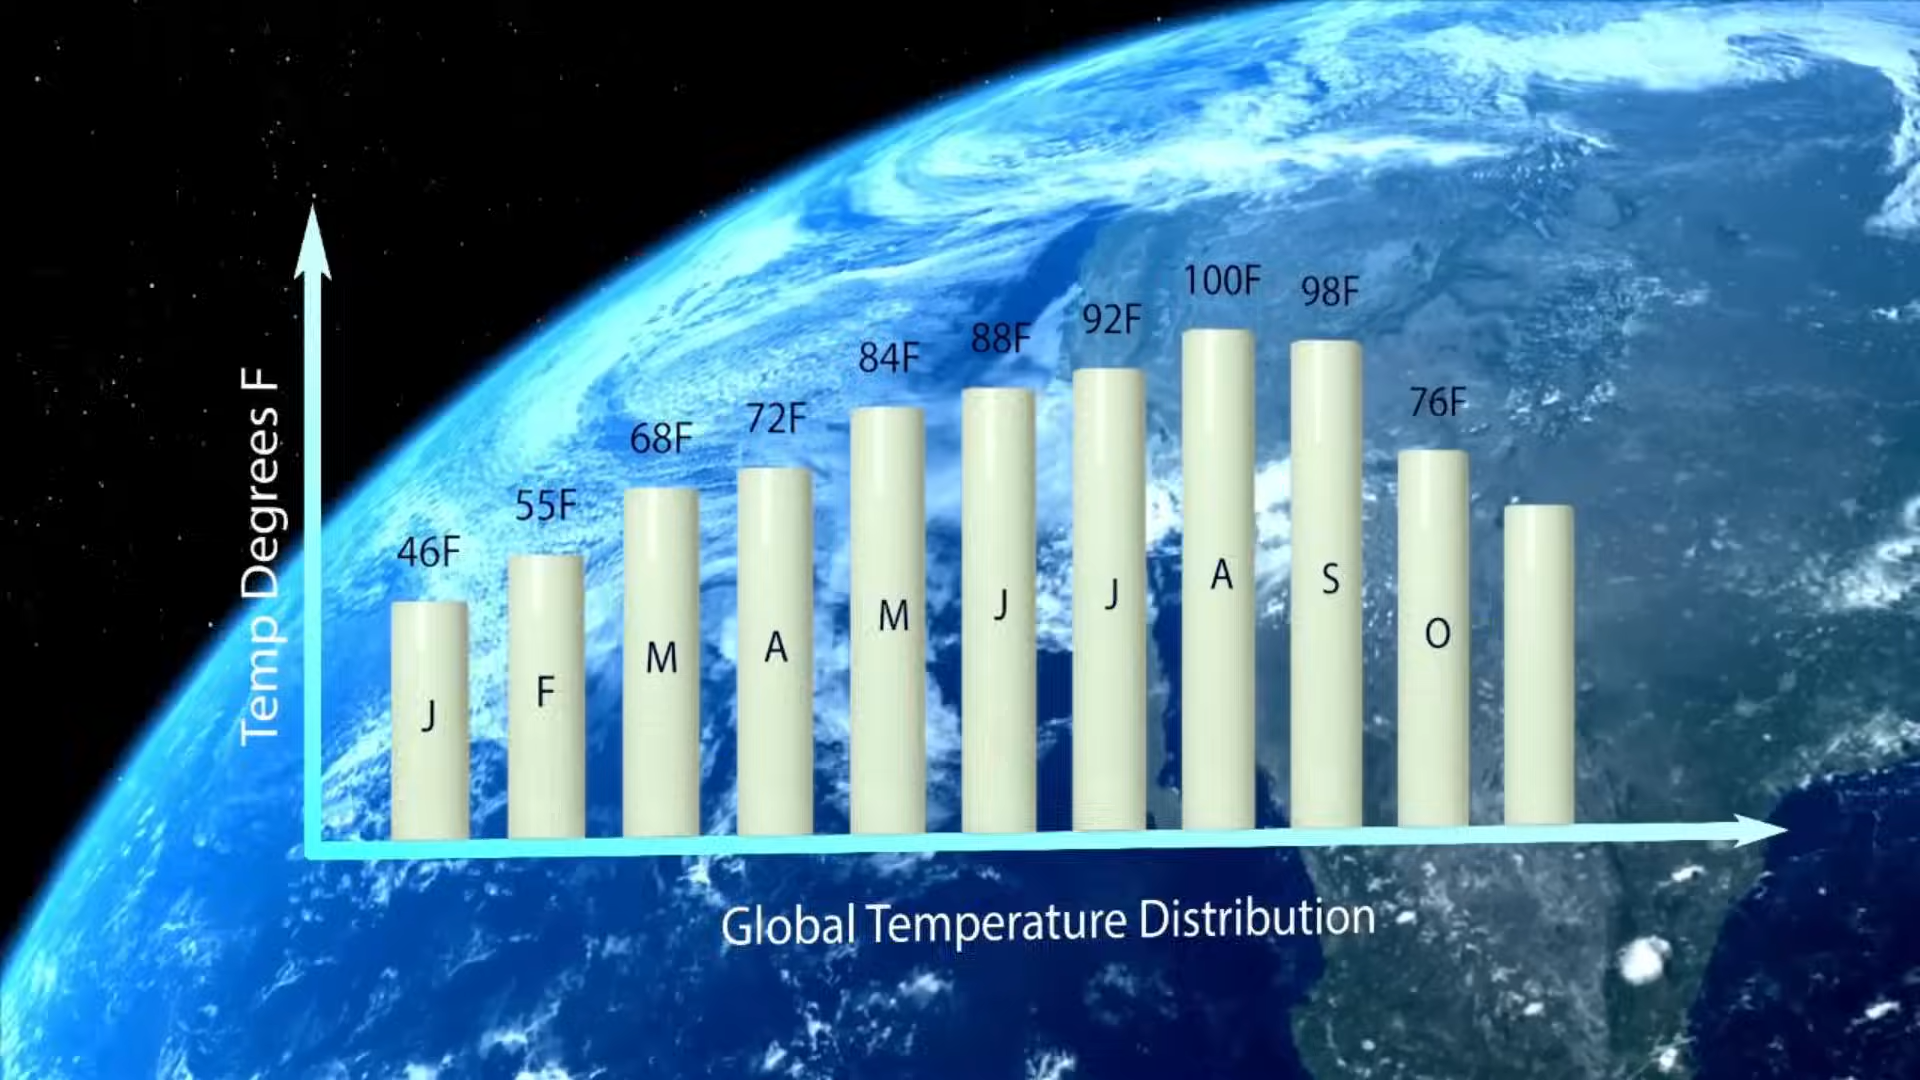 Temp Degrees F
46F
55F
68F
72F
84F
88F
92F
100F
98F
76F
J
F
M
A
M
J
J
A
S
O
Global Temperature Distribution